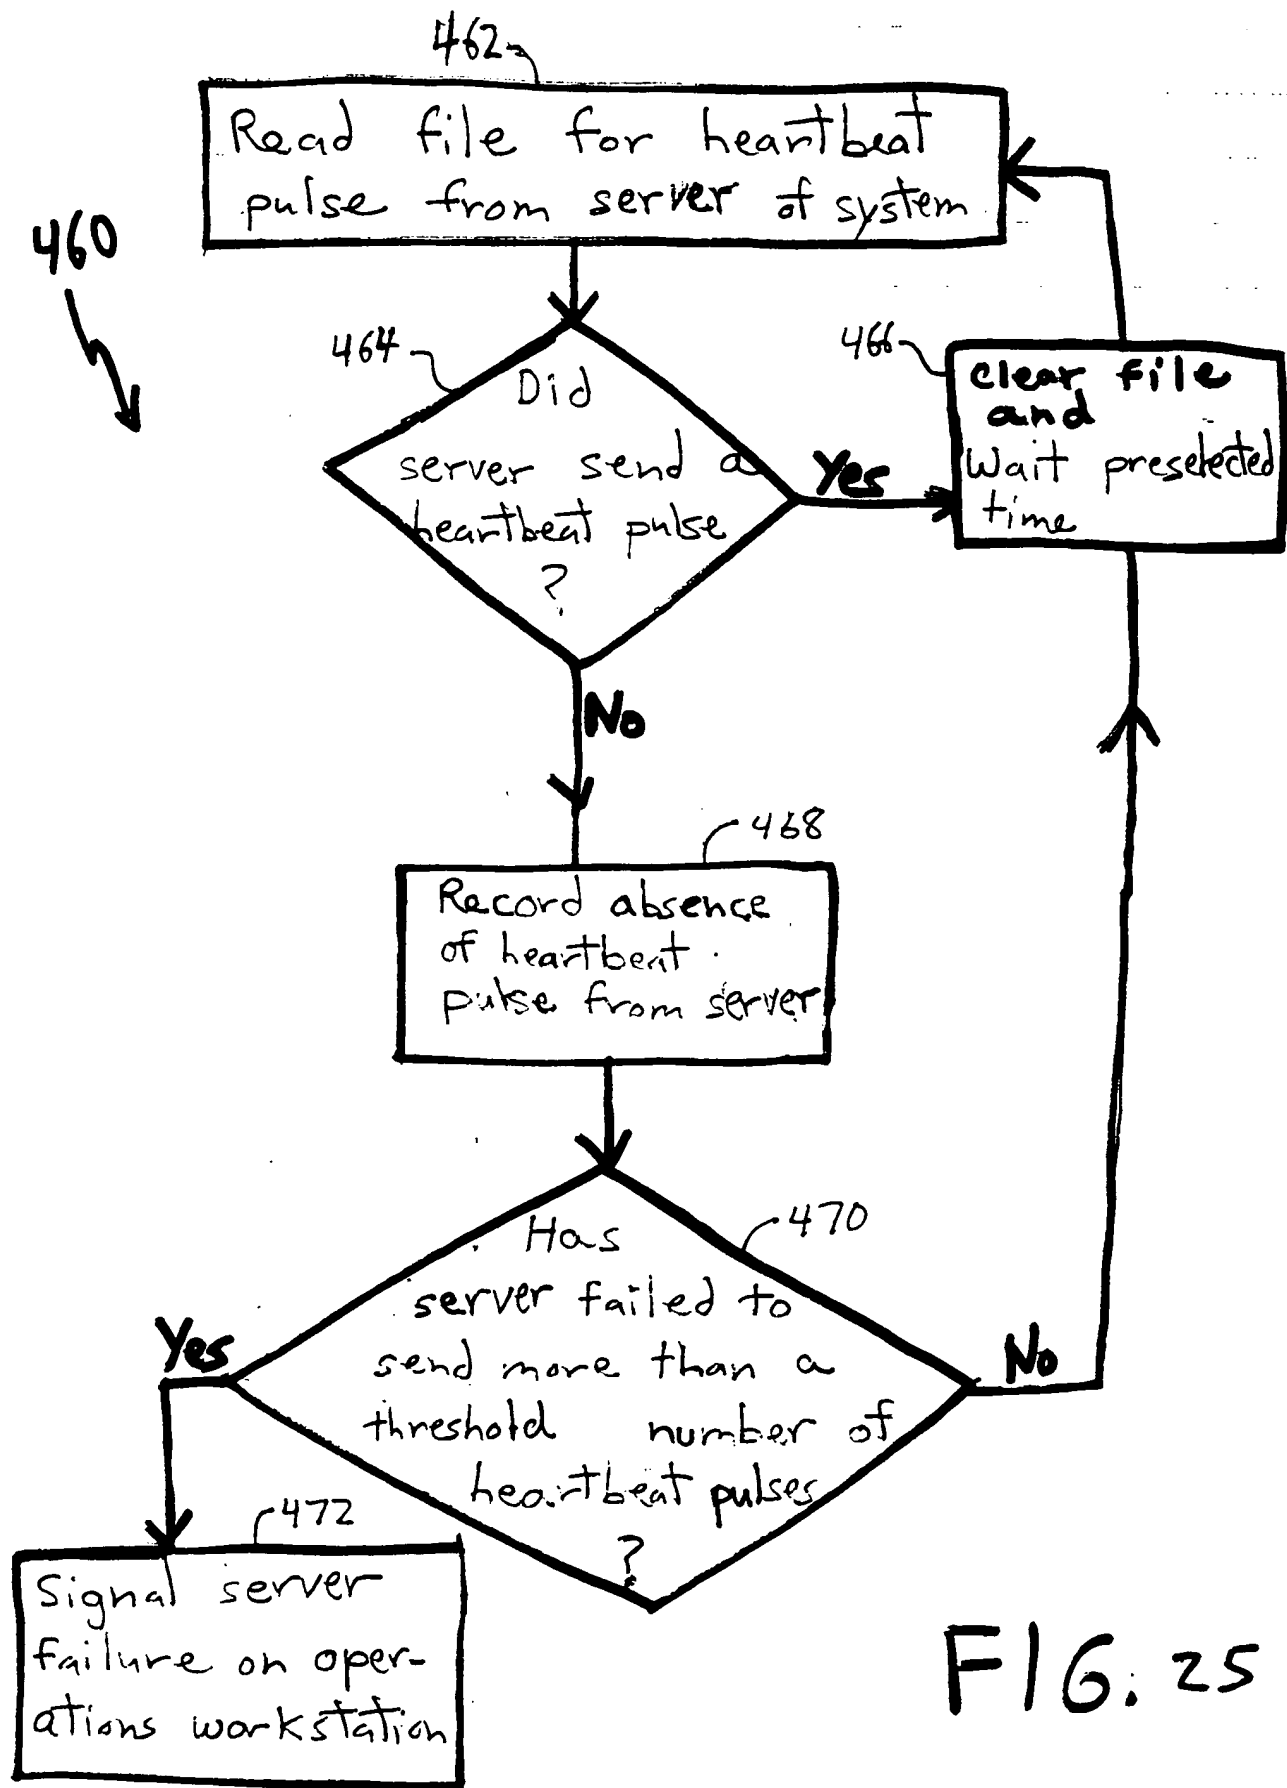 462
Read file for heartbeat
pulse from server of system
460
464
Did
server send a
heartbeat pulse
?
Yes
466
clear file
and
Wait preselected
time
No
468
Record absence
of heartbeat
pulse from server
470
Has
server failed to
send more than a
threshold number of
heartbeat pulses
?
Yes
No
472
Signal server
failure on oper-
ations workstation
FIG. 25